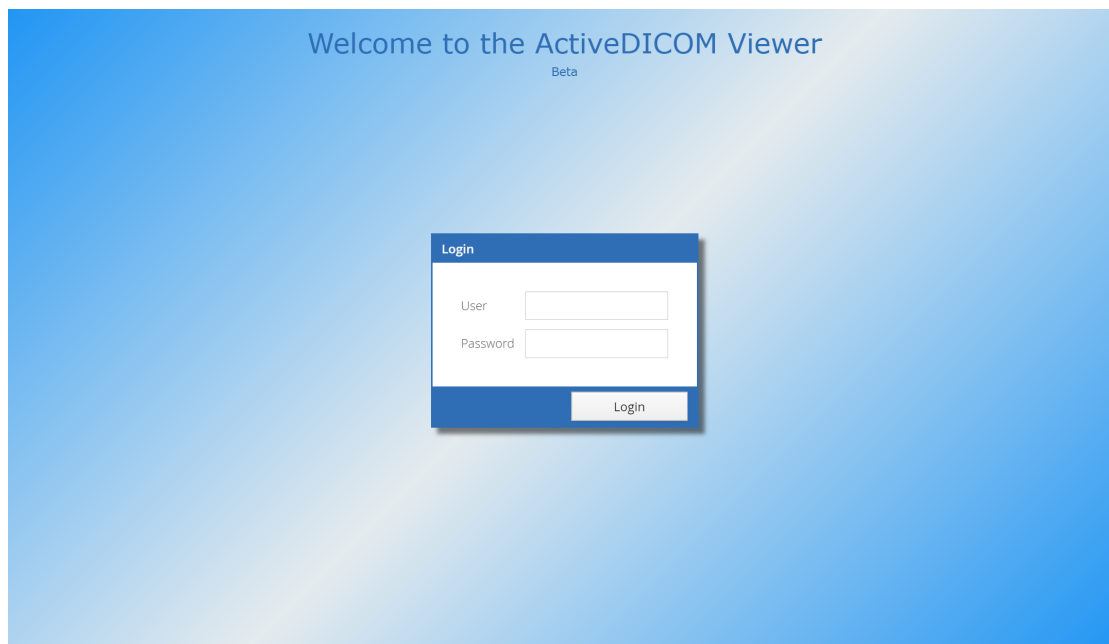 Welcome to the ActiveDICOM Viewer
Beta
Login
User
Password
Login